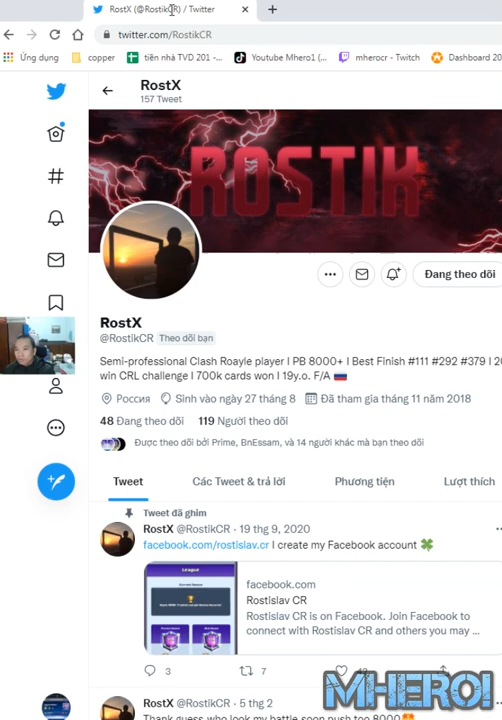 RostX (@RostikCR) / Twitter
twitter.com/RostikCR
Ứng dụng
copper
tiền nhà TVD 201 -...
Youtube Mhero1 (...
mherocr - Twitch
Dashboard 20
RostX
157 Tweet
ROSTIK
Đang theo dõi
RostX
@RostikCR Theo dõi bạn
Semi-professional Clash Roayle player I PB 8000+ I Best Finish #111 #292 #379 I 2
win CRL challenge I 700k cards won I 19y.o. F/A
Россия Sinh vào ngày 27 tháng 8 Đã tham gia tháng 11 năm 2018
48 Đang theo dõi 119 Người theo dõi
Được theo dõi bởi Prime, BnEssam, và 14 người khác mà bạn theo dõi
Tweet
Các Tweet & trả lời
Phương tiện
Lượt thích
Tweet đã ghim
RostX @RostikCR · 19 thg 9, 2020
facebook.com/rostislav.cr I create my Facebook account
League
facebook.com
Rostislav CR
Rostislav CR is on Facebook. Join Facebook to
connect with Rostislav CR and others you may ...
3
7
MHERO!
RostX @RostikCR · 5 thg 2
Thank guess who look my battle soon push too 8000